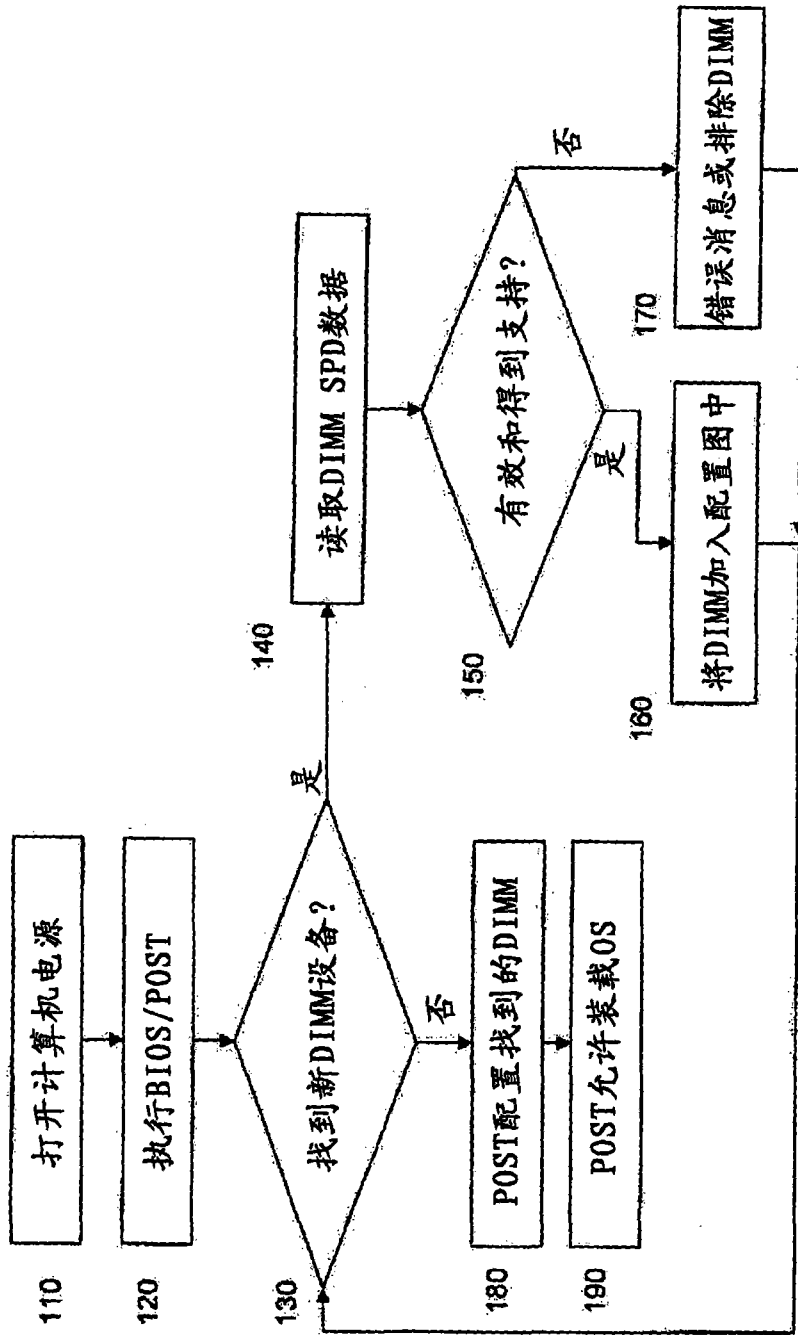 110
打开计算机电源
120
执行BIOS/POST
130
找到新DIMM设备?
是
否
140
读取DIMM SPD数据
150
有效和得到支持?
是
否
160
将DIMM加入配置图中
170
错误消息或排除DIMM
180
POST配置找到的DIMM
190
POST允许装载OS